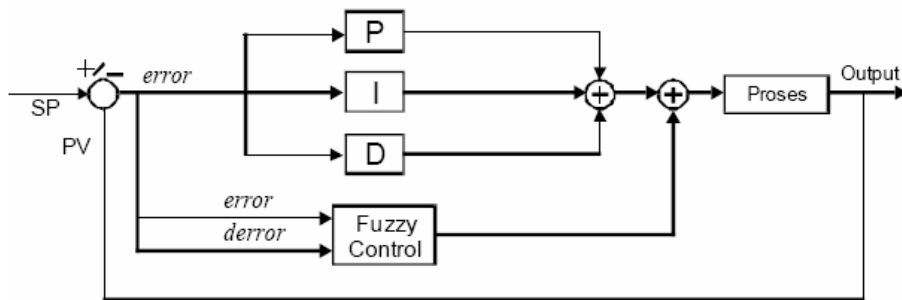 P
+ -
error
I
+
+
Proses
Output
SP
PV
D
error
derror
Fuzzy
Control